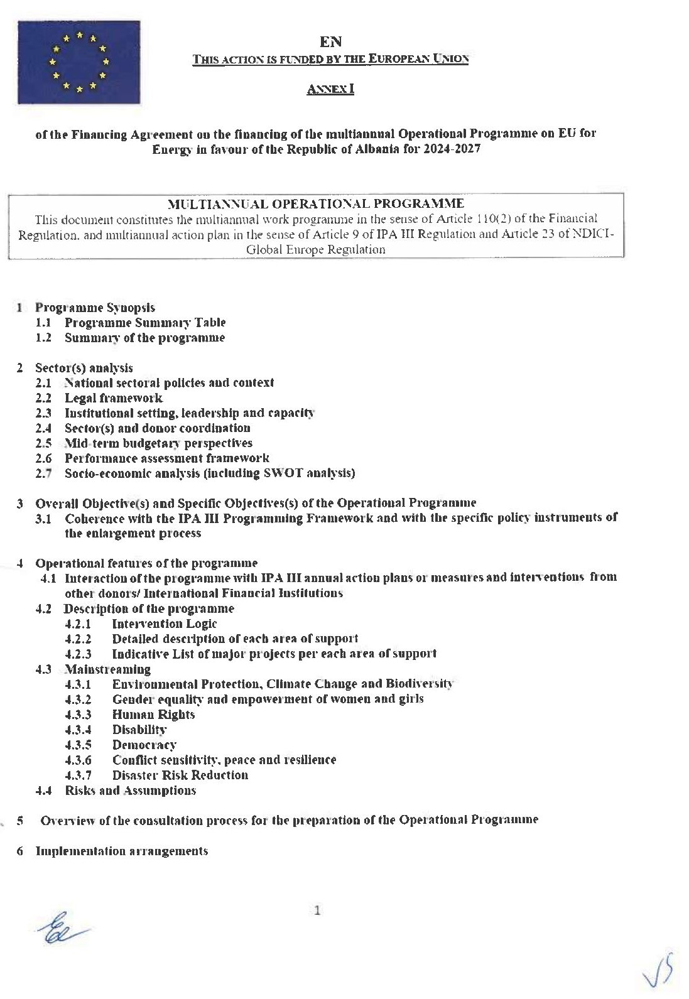 EN
THIS ACTION IS FUNDED BY THE EUROPEAN UNION
ANNEX I
of the Financing Agreement on the financing of the multiannual Operational Programme on EU for
Energy in favour of the Republic of Albania for 2024-2027
MULTIANNUAL OPERATIONAL PROGRAMME
This document constitutes the multiannual work programme in the sense of Article 110(2) of the Financial
Regulation, and multiannual action plan in the sense of Article 9 of IPA III Regulation and Article 23 of NDICI-
Global Europe Regulation
1 Programme Synopsis
1.1 Programme Summary Table
1.2 Summary of the programme
2 Sector(s) analysis
2.1 National sectoral policies and context
2.2 Legal framework
2.3 Institutional setting, leadership and capacity
2.4 Sector(s) and donor coordination
2.5 Mid-term budgetary perspectives
2.6 Performance assessment framework
2.7 Socio-economic analysis (including SWOT analysis)
3 Overall Objective(s) and Specific Objectives(s) of the Operational Programme
3.1 Coherence with the IPA III Programming Framework and with the specific policy instruments of
the enlargement process
4 Operational features of the programme
4.1 Interaction of the programme with IPA III annual action plans or measures and interventions from
other donors/ International Financial Institutions
4.2 Description of the programme
4.2.1 Intervention Logic
4.2.2 Detailed description of each area of support
4.2.3 Indicative List of major projects per each area of support
4.3 Mainstreaming
4.3.1 Environmental Protection, Climate Change and Biodiversity
4.3.2 Gender equality and empowerment of women and girls
4.3.3 Human Rights
4.3.4 Disability
4.3.5 Democracy
4.3.6 Conflict sensitivity, peace and resilience
4.3.7 Disaster Risk Reduction
4.4 Risks and Assumptions
5 Overview of the consultation process for the preparation of the Operational Programme
6 Implementation arrangements
1